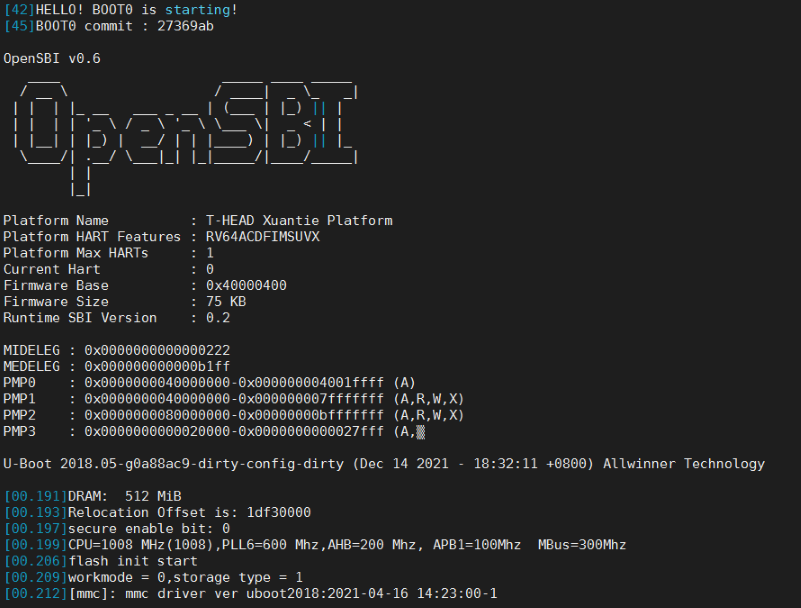 [42]HELLO! BOOT0 is starting!
[45]BOOT0 commit : 27369ab
OpenSBI v0.6
OpenSBI
Platform Name          : T-HEAD Xuantie Platform
Platform HART Features : RV64ACDFIMSUVX
Platform Max HARTs     : 1
Current Hart           : 0
Firmware Base          : 0x40000400
Firmware Size          : 75 KB
Runtime SBI Version    : 0.2
MIDELEG : 0x0000000000000222
MEDELEG : 0x000000000000b1ff
PMP0    : 0x0000000040000000-0x000000004001ffff (A)
PMP1    : 0x0000000040000000-0x000000007fffffff (A,R,W,X)
PMP2    : 0x0000000080000000-0x00000000bfffffff (A,R,W,X)
PMP3    : 0x0000000000020000-0x0000000000027fff (A,
U-Boot 2018.05-g0a88ac9-dirty-config-dirty (Dec 14 2021 - 18:32:11 +0800) Allwinner Technology
[00.191]DRAM:  512 MiB
[00.193]Relocation Offset is: 1df30000
[00.197]secure enable bit: 0
[00.199]CPU=1008 MHz(1008),PLL6=600 Mhz,AHB=200 Mhz, APB1=100Mhz  MBus=300Mhz
[00.206]flash init start
[00.209]workmode = 0,storage type = 1
[00.212][mmc]: mmc driver ver uboot2018:2021-04-16 14:23:00-1